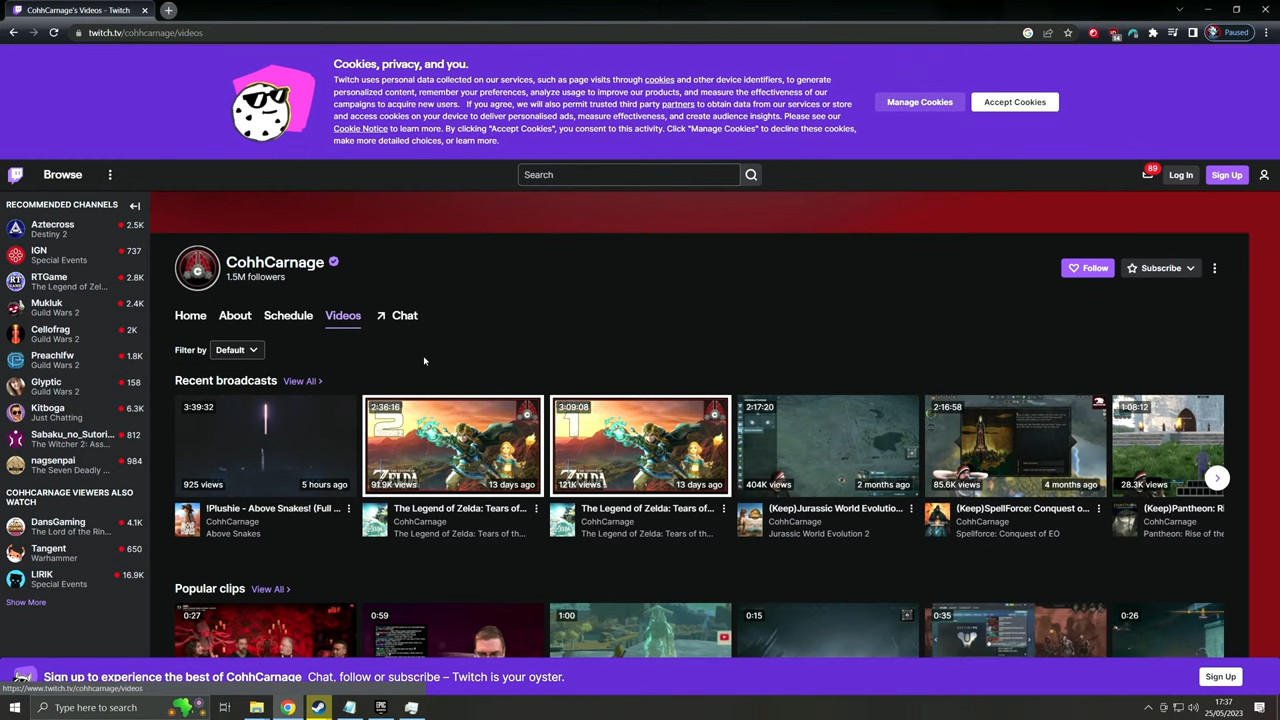 CohhCarnage's Videos - Twitch
twitch.tv/cohhcarnage/videos
Paused
Cookies, privacy, and you.
Twitch uses personal data collected on our services, such as page visits through cookies and other device identifiers, to generate
personalized content, remember your preferences, analyze usage to improve our products, and measure the effectiveness of our
campaigns to acquire new users. If you agree, we will also permit trusted third party partners to obtain data from our services or store
and access cookies on your device to deliver personalised ads, measure effectiveness, and create audience insights. Please see our
Cookie Notice to learn more. By clicking "Accept Cookies", you consent to this activity. Click "Manage Cookies" to decline these cookies,
make more detailed choices, or learn more.
Manage Cookies
Accept Cookies
Browse
Search
89
Log In
Sign Up
RECOMMENDED CHANNELS
Aztecross 2.5K
Destiny 2
IGN 737
Special Events
RTGame 2.8K
The Legend of Zel...
Mukluk 2.4K
Guild Wars 2
Cellofrag 2K
Guild Wars 2
Preachlfw 1.8K
Guild Wars 2
Glyptic 158
Guild Wars 2
Kitboga 6.3K
Just Chatting
Sabaku_no_Sutori... 812
The Witcher 2: Ass...
nagsenpai 984
The Seven Deadly ...
COHHCARNAGE VIEWERS ALSO
WATCH
DansGaming 4.1K
The Lord of the Rin...
Tangent 650
Warhammer
LIRIK 16.9K
Special Events
Show More
CohhCarnage
1.5M followers
Follow
Subscribe
Home About Schedule Videos Chat
Filter by Default
Recent broadcasts View All
3:39:32
925 views 5 hours ago
!Plushie - Above Snakes! (Full ...
CohhCarnage
Above Snakes
2:36:16
2
ZELDA
91.9K views 13 days ago
The Legend of Zelda: Tears of...
CohhCarnage
The Legend of Zelda: Tears of th...
3:09:08
1
ZELDA
121K views 13 days ago
The Legend of Zelda: Tears of...
CohhCarnage
The Legend of Zelda: Tears of th...
2:17:20
404K views 2 months ago
(Keep)Jurassic World Evolutio...
CohhCarnage
Jurassic World Evolution 2
2:16:58
85.6K views 4 months ago
(Keep)SpellForce: Conquest o...
CohhCarnage
Spellforce: Conquest of EO
1:08:12
28.3K views
(Keep)Pantheon: Ri
CohhCarnage
Pantheon: Rise of the
Popular clips View All
0:27
0:59
1:00
0:15
0:35
0:26
Sign up to experience the best of CohhCarnage Chat, follow or subscribe – Twitch is your oyster.
Sign Up
https://www.twitch.tv/cohhcarnage/videos
Type here to search
17:37
25/05/2023